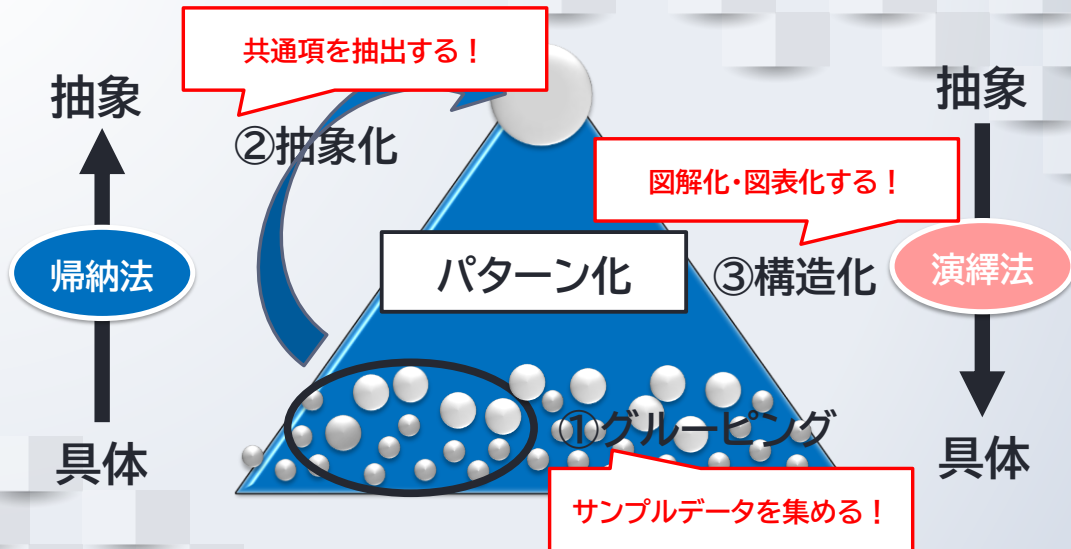 共通項を抽出する！
抽象
抽象
②抽象化
図解化・図表化する！
帰納法
パターン化
③構造化
演繹法
①グルーピング
具体
具体
サンプルデータを集める！